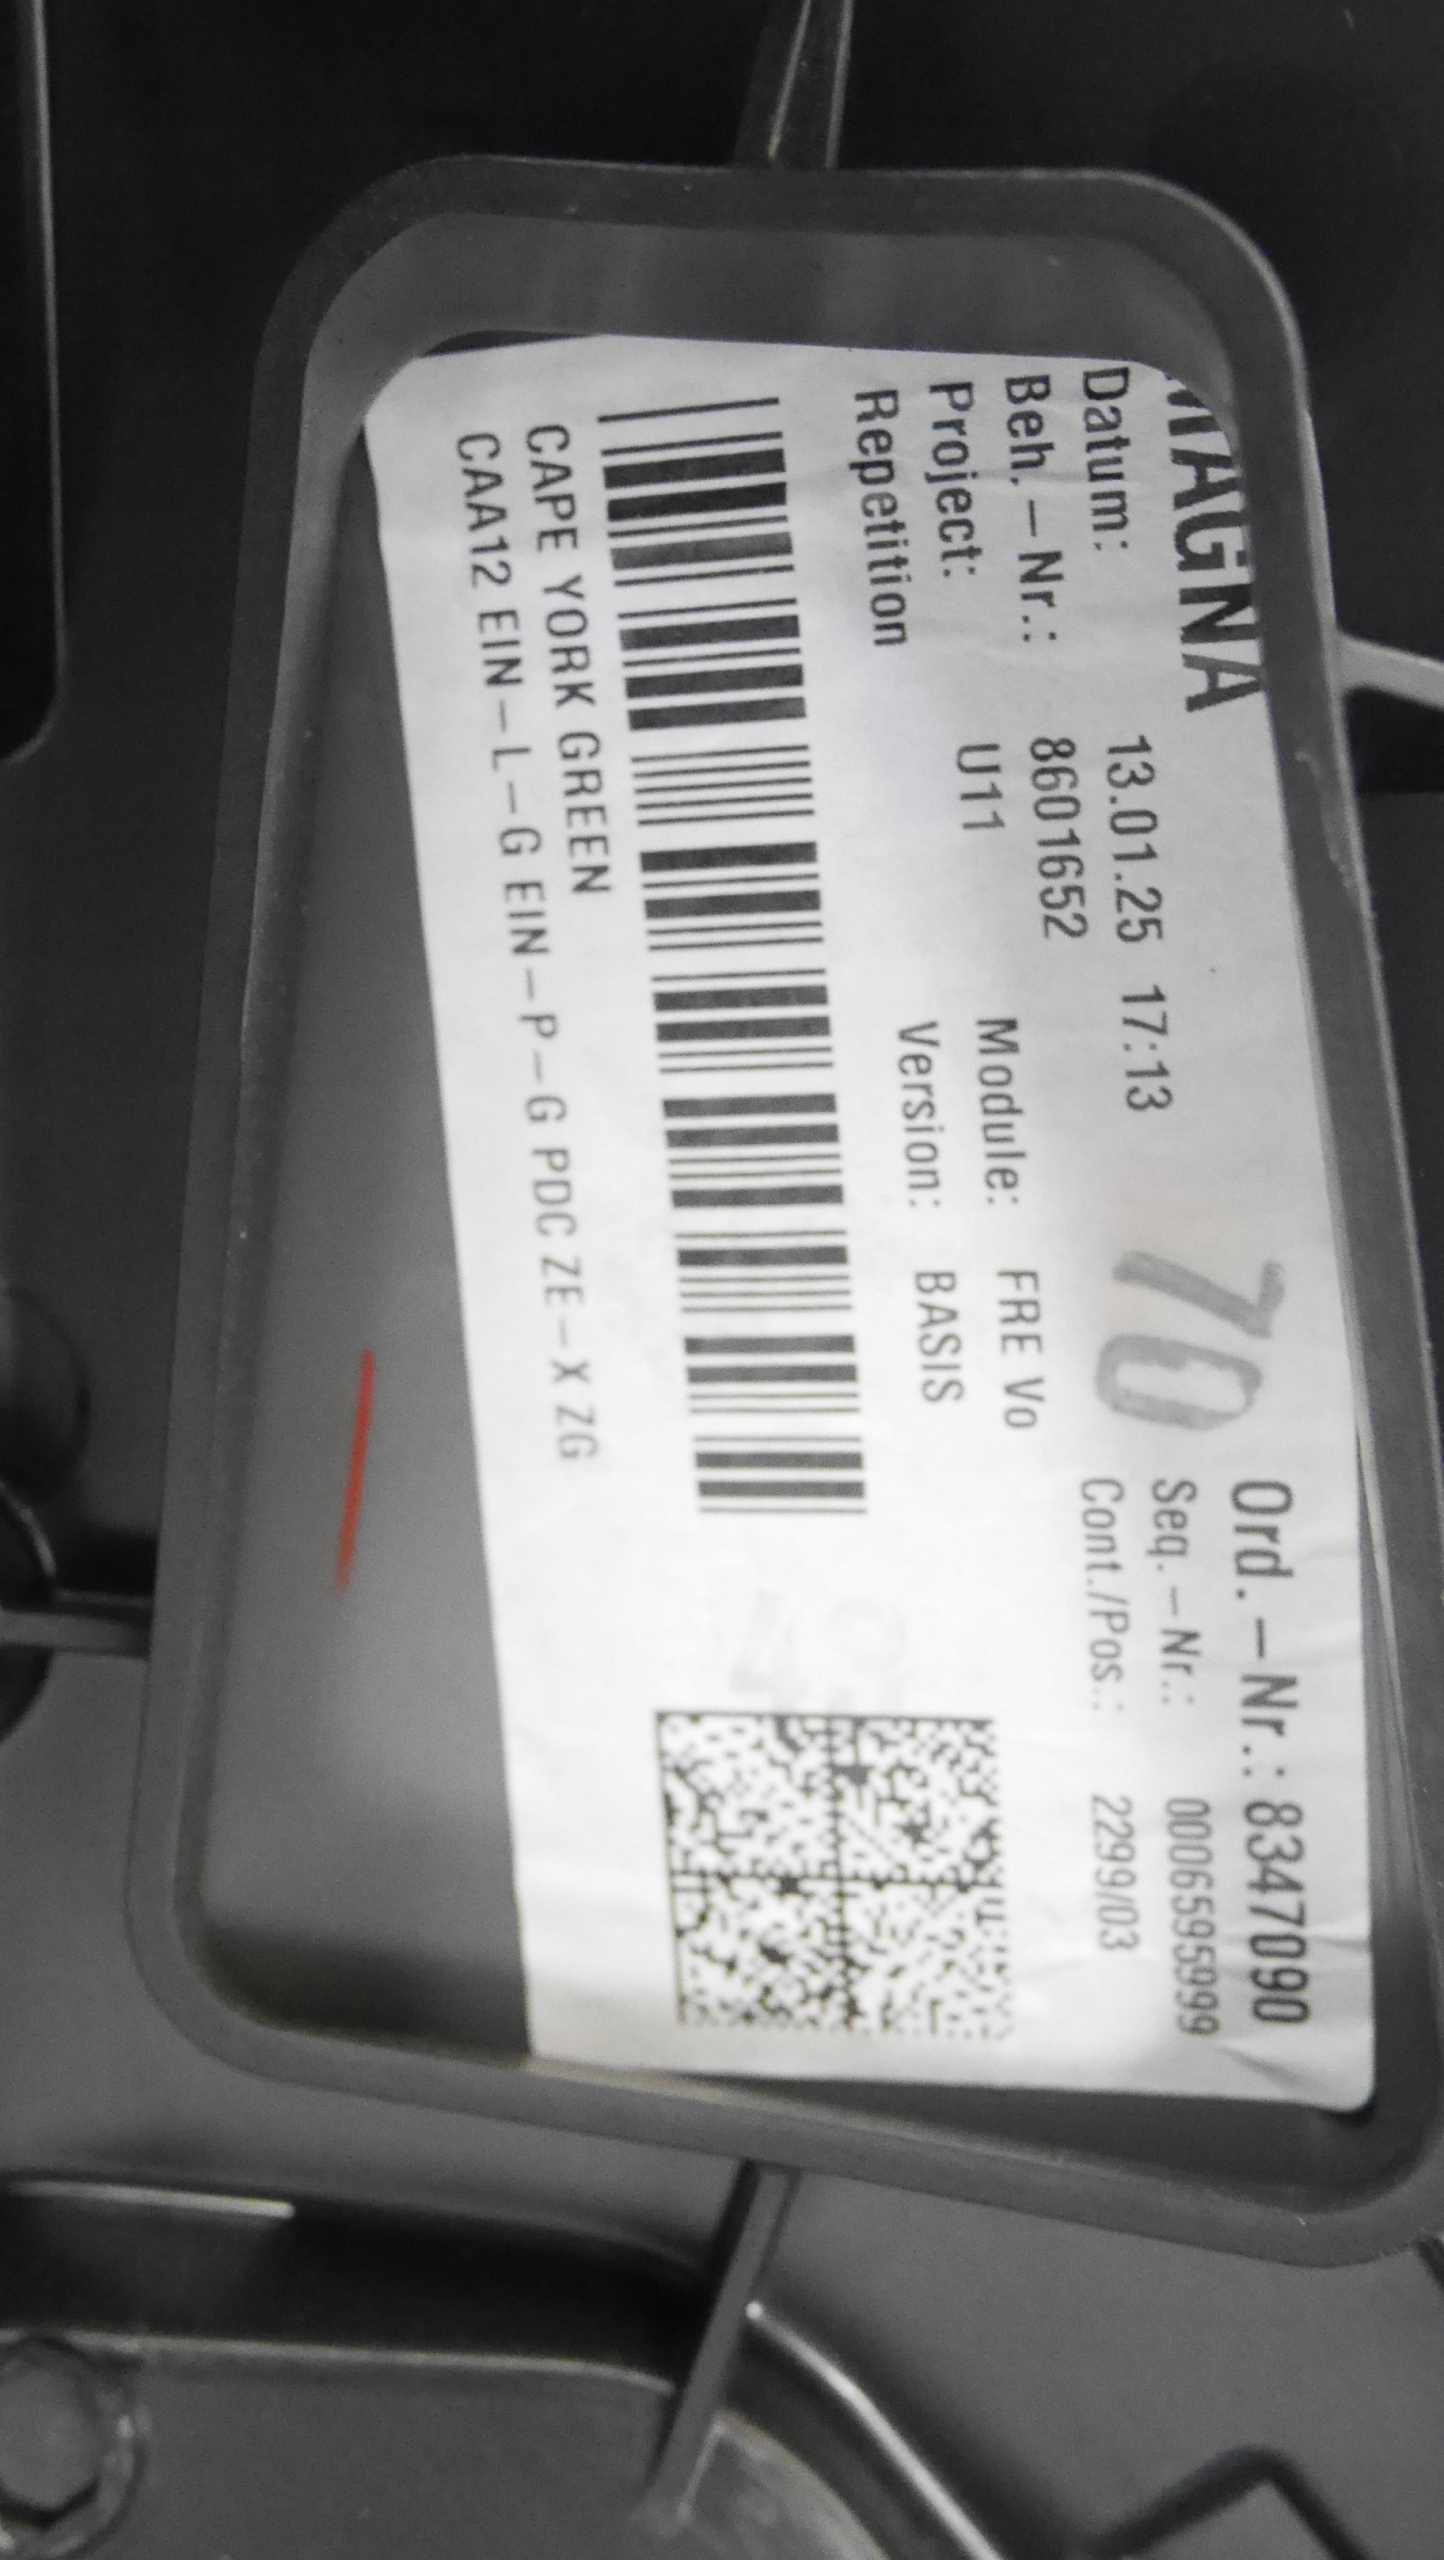 MAGNA
Ord.-Nr.: 8347090
70
Datum: 13.01.25 17:13
Seq.-Nr.: 0006595999
Beh.-Nr.: 8601652
Cont./Pos.: 2299/03
Project: U11
Module: FRE Vo
Repetition
Version: BASIS
CAPE YORK GREEN
CAA12 EIN-L-G EIN-P-G PDC ZE-X ZG